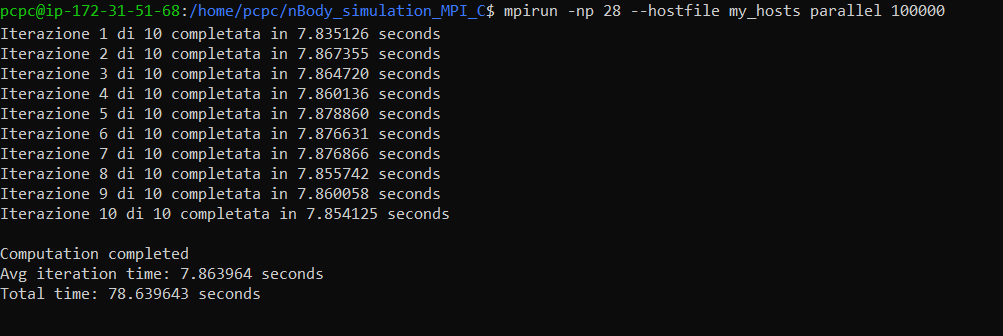 pcpc@ip-172-31-51-68:/home/pcpc/nBody_simulation_MPI_C$ mpirun -np 28 --hostfile my_hosts parallel 100000
Iterazione 1 di 10 completata in 7.835126 seconds
Iterazione 2 di 10 completata in 7.867355 seconds
Iterazione 3 di 10 completata in 7.864720 seconds
Iterazione 4 di 10 completata in 7.860136 seconds
Iterazione 5 di 10 completata in 7.878860 seconds
Iterazione 6 di 10 completata in 7.876631 seconds
Iterazione 7 di 10 completata in 7.876866 seconds
Iterazione 8 di 10 completata in 7.855742 seconds
Iterazione 9 di 10 completata in 7.860058 seconds
Iterazione 10 di 10 completata in 7.854125 seconds
Computation completed
Avg iteration time: 7.863964 seconds
Total time: 78.639643 seconds